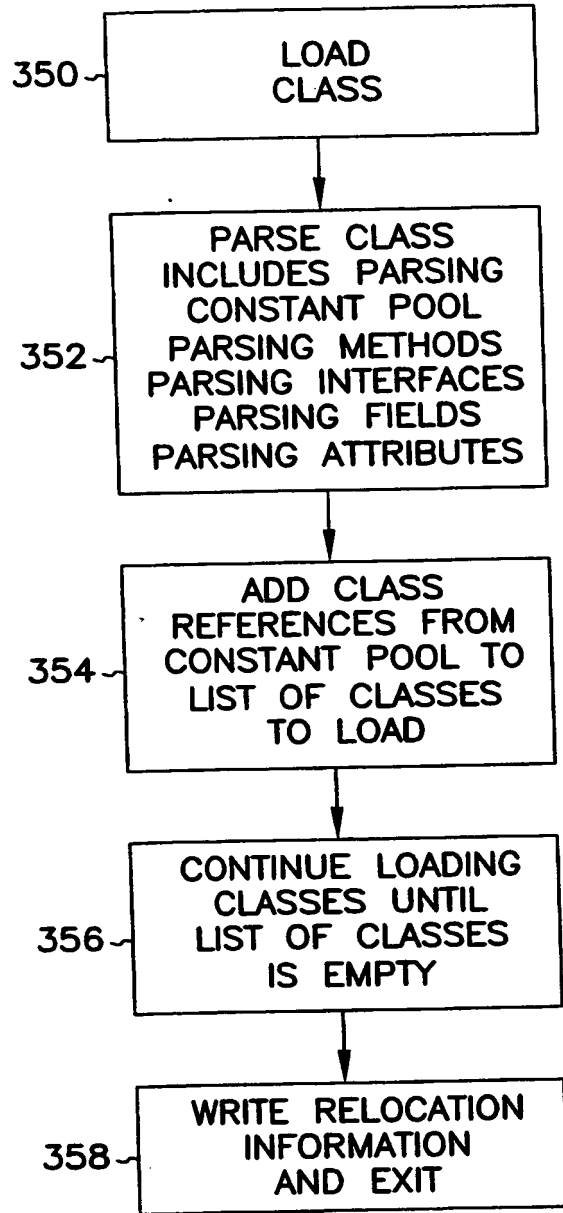 350
LOAD
CLASS
352
PARSE CLASS
INCLUDES PARSING
CONSTANT POOL
PARSING METHODS
PARSING INTERFACES
PARSING FIELDS
PARSING ATTRIBUTES
354
ADD CLASS
REFERENCES FROM
CONSTANT POOL TO
LIST OF CLASSES
TO LOAD
356
CONTINUE LOADING
CLASSES UNTIL
LIST OF CLASSES
IS EMPTY
358
WRITE RELOCATION
INFORMATION
AND EXIT